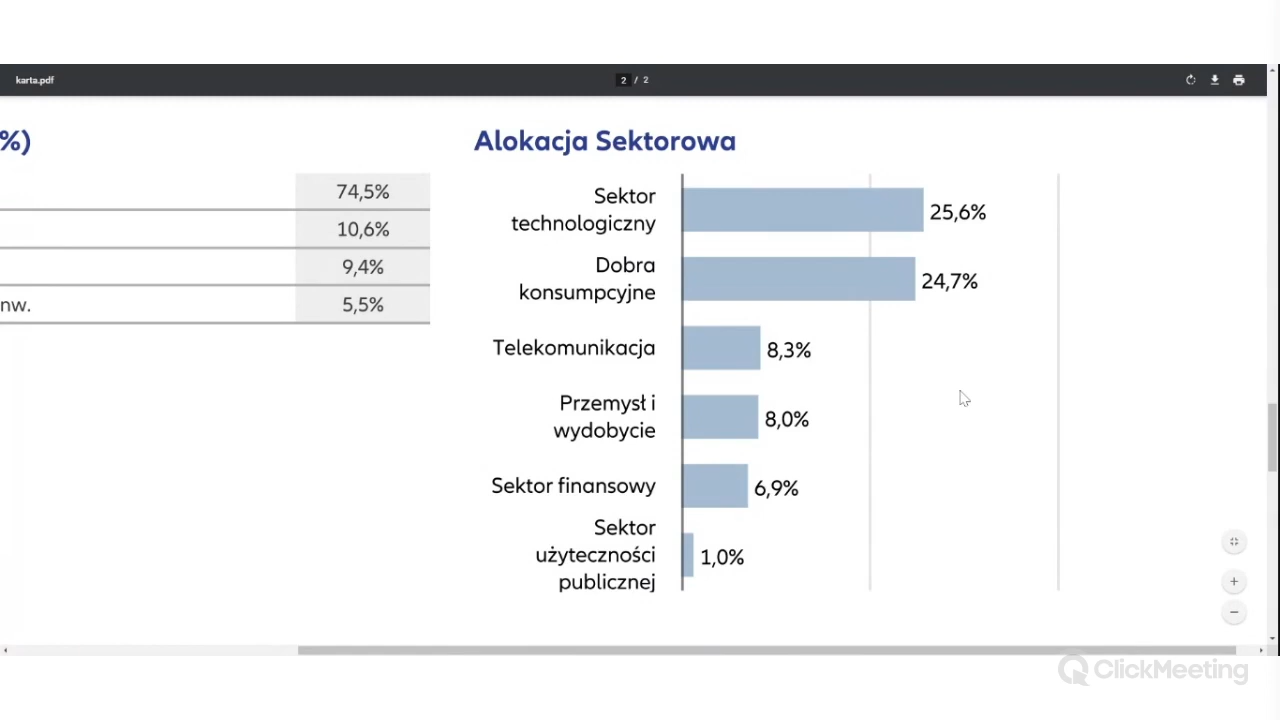 karta.pdf
2 / 2
%)
74,5%
10,6%
9,4%
nw.
5,5%
Alokacja Sektorowa
Sektor
technologiczny
25,6%
Dobra
konsumpcyjne
24,7%
Telekomunikacja
8,3%
Przemysł i
wydobycie
8,0%
Sektor finansowy
6,9%
Sektor
użyteczności
publicznej
1,0%
ClickMeeting